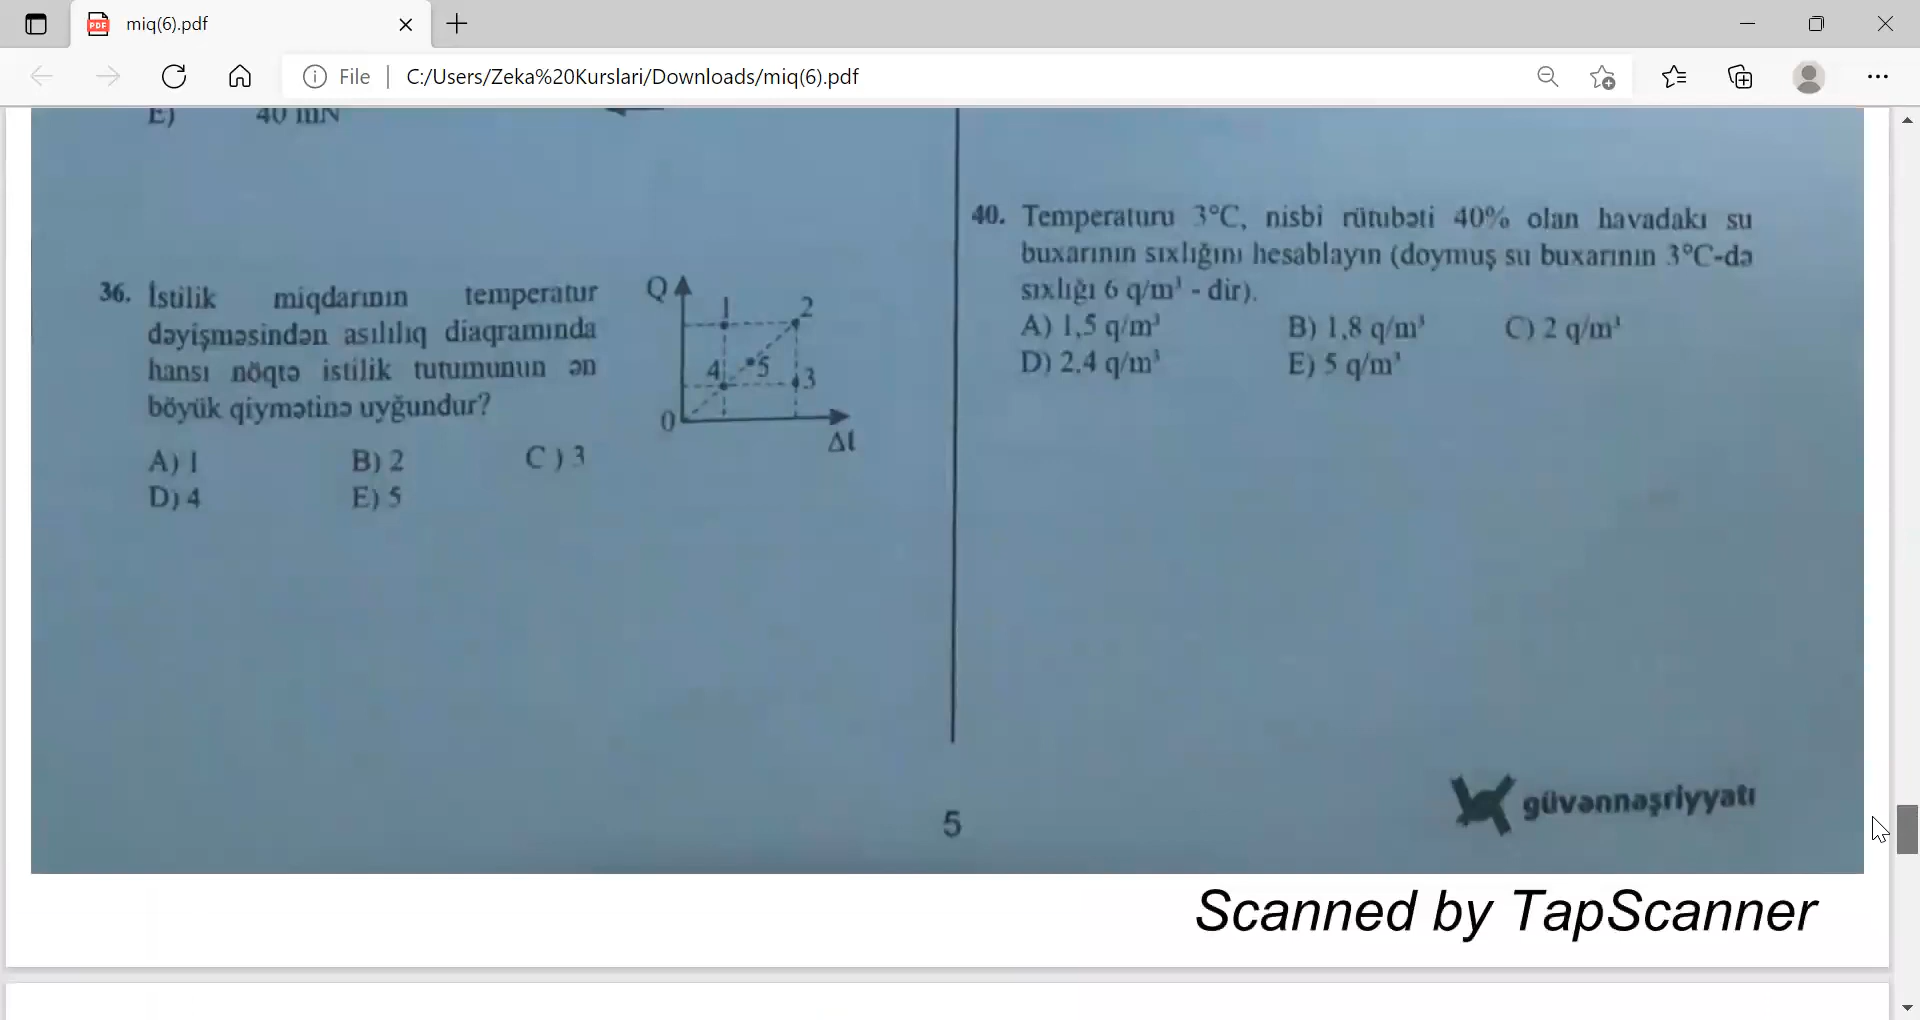 miq(6).pdf
File
C:/Users/Zeka%20Kurslari/Downloads/miq(6).pdf
E) 40 mN
36. İstilik miqdarının temperatur
dəyişməsindən asılılıq diaqramında
hansı nöqtə istilik tutumunun ən
böyük qiymətinə uyğundur?
A) 1 B) 2 C) 3
D) 4 E) 5
Q
1 2
4 5 3
0
Δt
40. Temperaturu 3°C, nisbi rütubəti 40% olan havadakı su
buxarının sıxlığını hesablayın (doymuş su buxarının 3°C-də
sıxlığı 6 q/m³ - dir).
A) 1,5 q/m³ B) 1,8 q/m³ C) 2 q/m³
D) 2,4 q/m³ E) 5 q/m³
5
güvənnəşriyyatı
Scanned by TapScanner